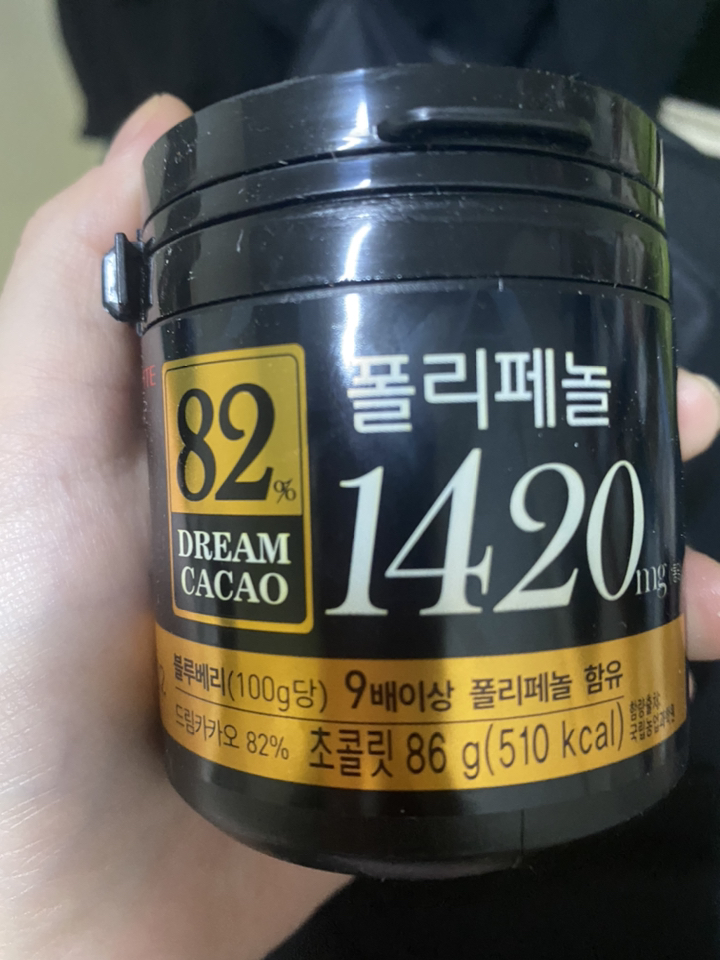 82%
DREAM
CACAO
폴리페놀
1420mg
블루베리(100g당) 9배이상 폴리페놀 함유
드림카카오 82% 초콜릿 86 g(510 kcal)